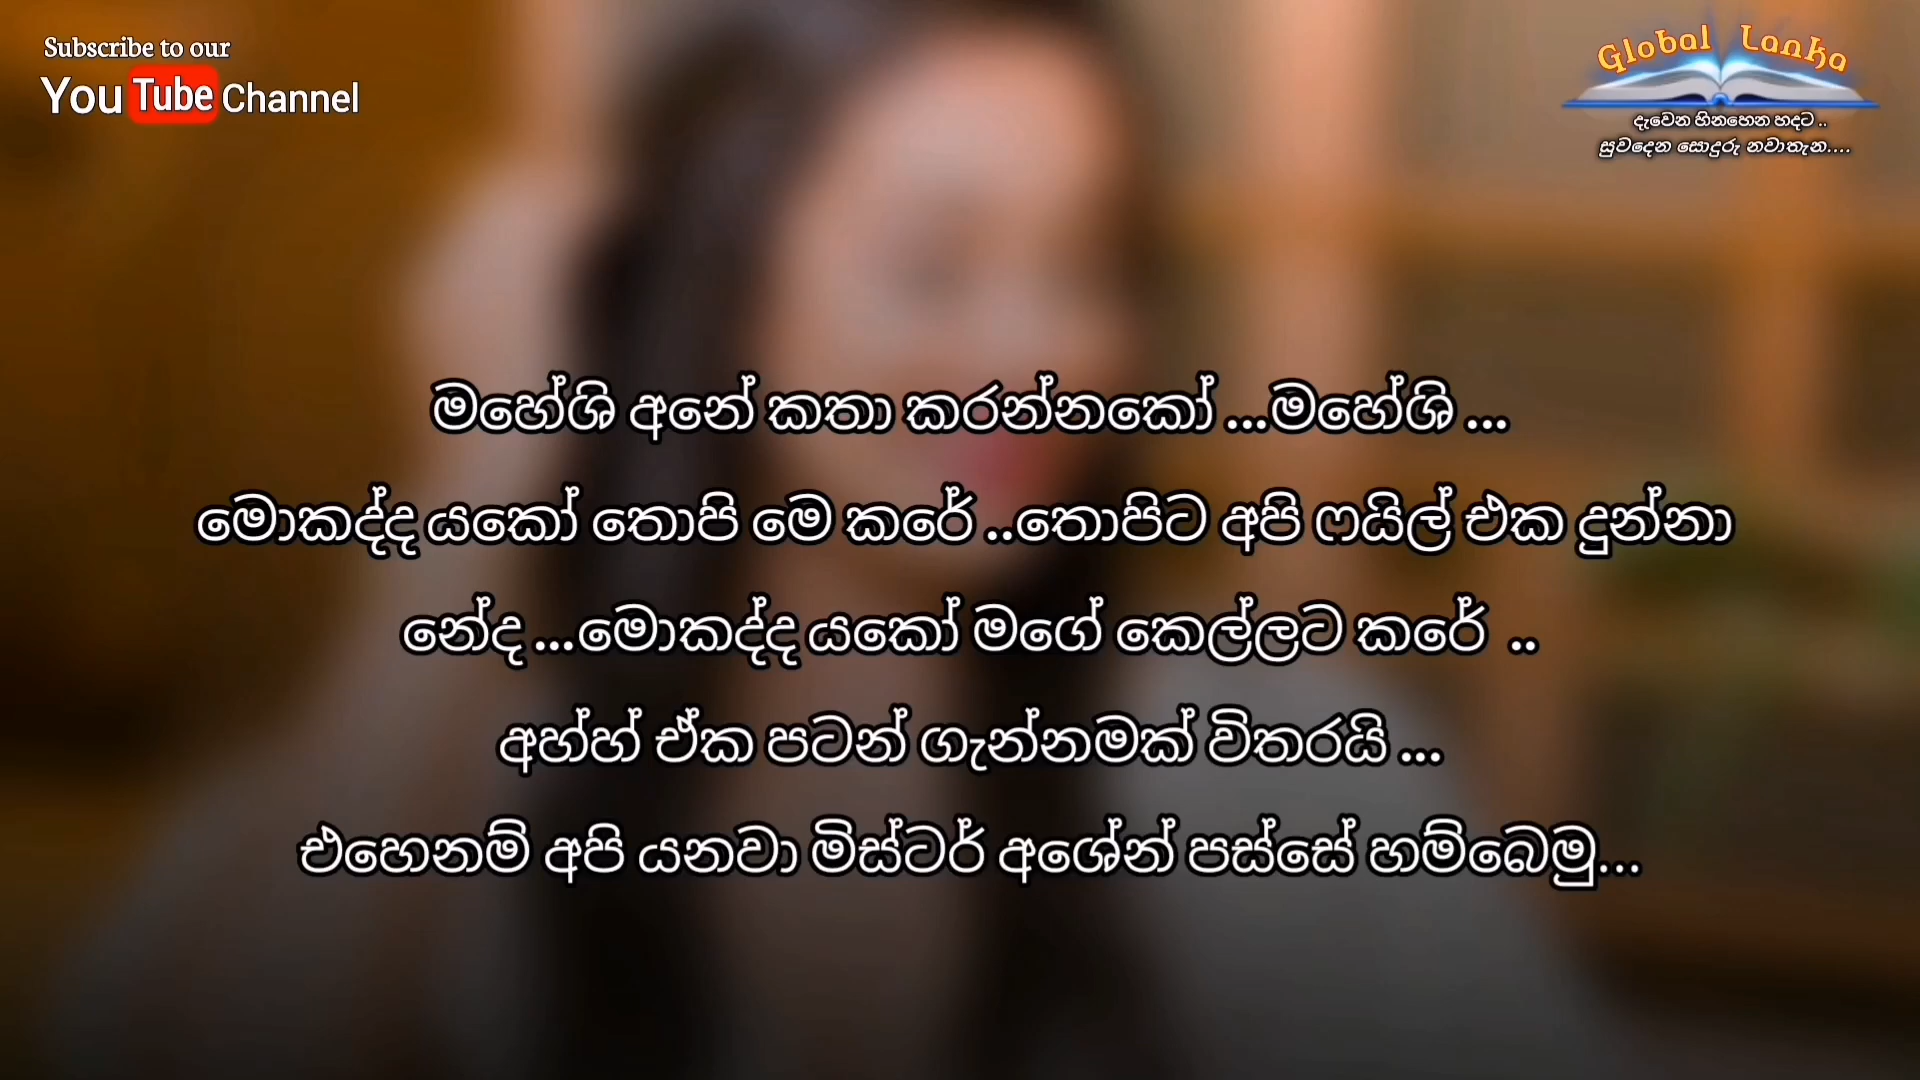 Subscribe to our
YouTube Channel
Global Lanka
දැවෙන හිනහෙන හදට ..
සුවදෙන සොදුරු නවාතැන....
මහේශි අනේ කතා කරන්නකෝ ...මහේශි ...
මොකද්ද යකෝ තොපි මෙ කරේ ..තොපිට අපි ෆයිල් එක දුන්නා
නේද ...මොකද්ද යකෝ මගේ කෙල්ලට කරේ ..
අහ්හ් ඒක පටන් ගැන්නමක් විතරයි ...
එහෙනම් අපි යනවා මිස්ටර් අශේන් පස්සේ හම්බෙමු...